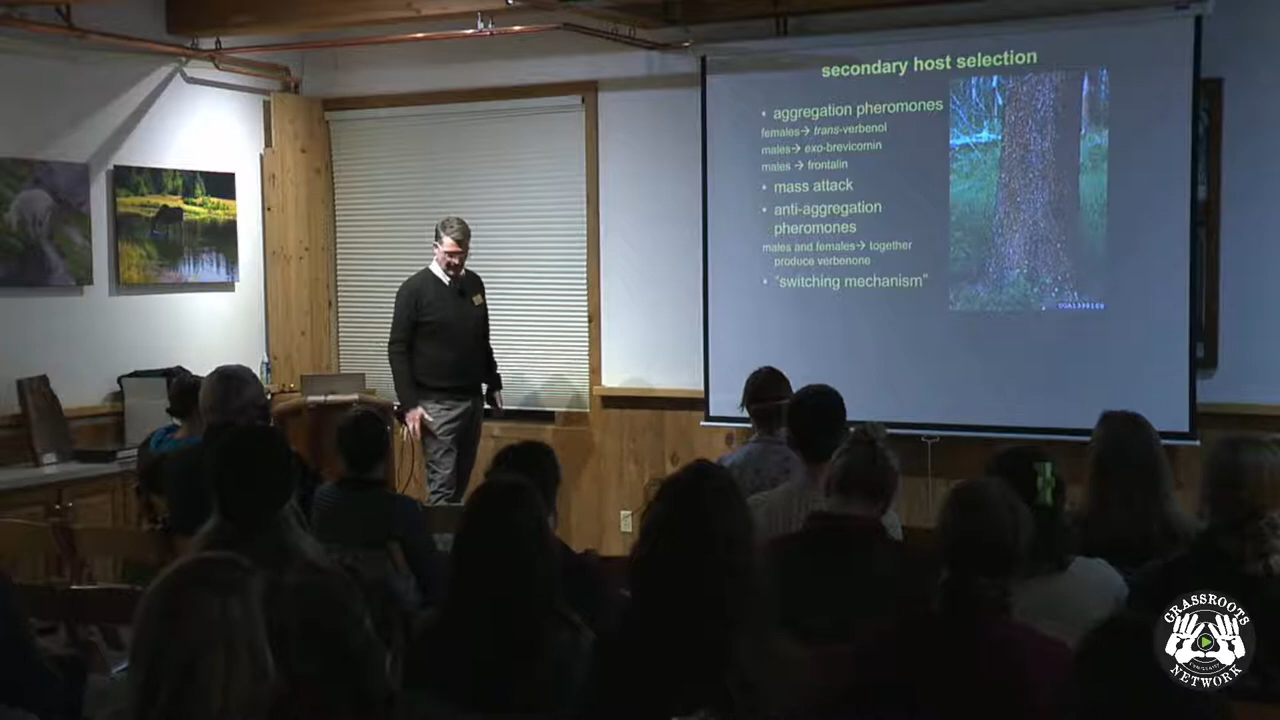 secondary host selection
• aggregation pheromones
females→ trans-verbenol
males→ exo-brevicomin
males → frontalin
• mass attack
• anti-aggregation
pheromones
males and females→ together
produce verbenone
• "switching mechanism"
GRASSROOTS
NETWORK